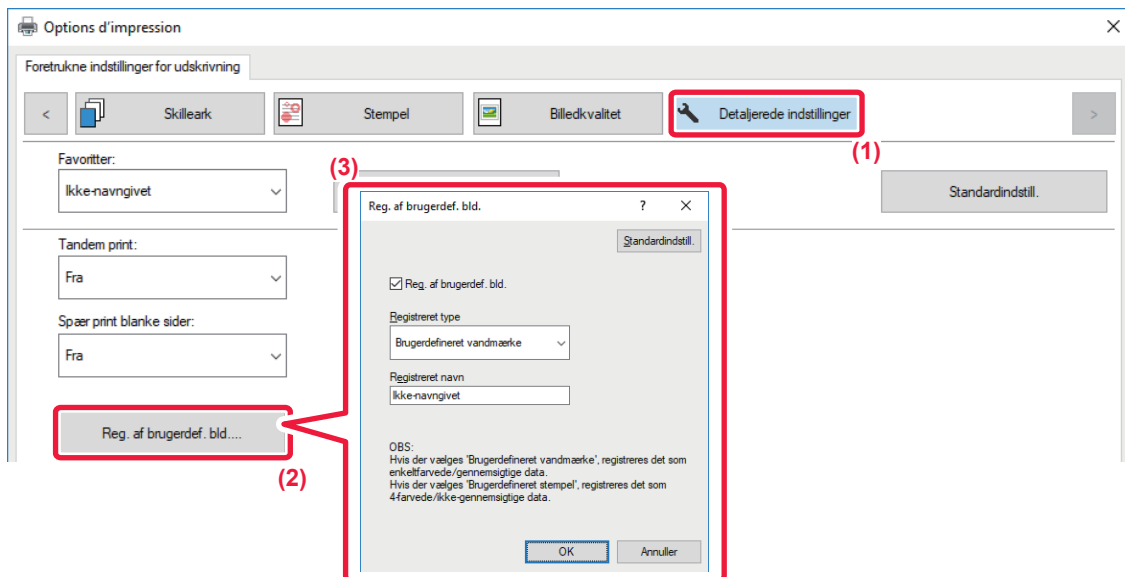 Options d'impression
Foretrukne indstillinger for udskrivning
<
Skilleark
Stempel
Billedkvalitet
Detaljerede indstillinger
>
(1)
Favoritter:
Ikke-navngivet
Standardindstill.
(3)
Reg. af brugerdef. bld.
?
Standardindstill.
Tandem print:
Fra
Reg. af brugerdef. bld.
Spær print blanke sider:
Fra
Registreret type
Brugerdefineret vandmærke
Registreret navn
Ikke-navngivet
Reg. af brugerdef. bld....
(2)
OBS:
Hvis der vælges 'Brugerdefineret vandmærke', registreres det som
enkeltfarvede/gennemsigtige data.
Hvis der vælges 'Brugerdefineret stempel', registreres det som
4-farvede/ikke-gennemsigtige data.
OK
Annuller